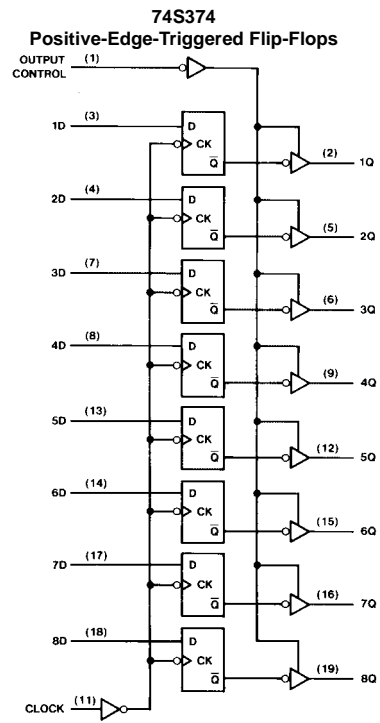 74S374
Positive-Edge-Triggered Flip-Flops
OUTPUT CONTROL (1)
1D (3) D
CK
Q̅ (2) 1Q
2D (4) D
CK
Q̅ (5) 2Q
3D (7) D
CK
Q̅ (6) 3Q
4D (8) D
CK
Q̅ (9) 4Q
5D (13) D
CK
Q̅ (12) 5Q
6D (14) D
CK
Q̅ (15) 6Q
7D (17) D
CK
Q̅ (16) 7Q
8D (18) D
CK
Q̅ (19) 8Q
CLOCK (11)